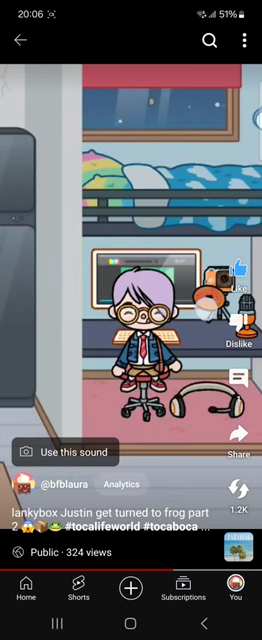 20:06
51%
Like
Dislike
Share
1.2K
Use this sound
@bfblaura
Analytics
lankybox Justin get turned to frog part
2 😱📦🐸 #tocalifeworld #tocaboca ...
Public · 324 views
Home
Shorts
Subscriptions
You